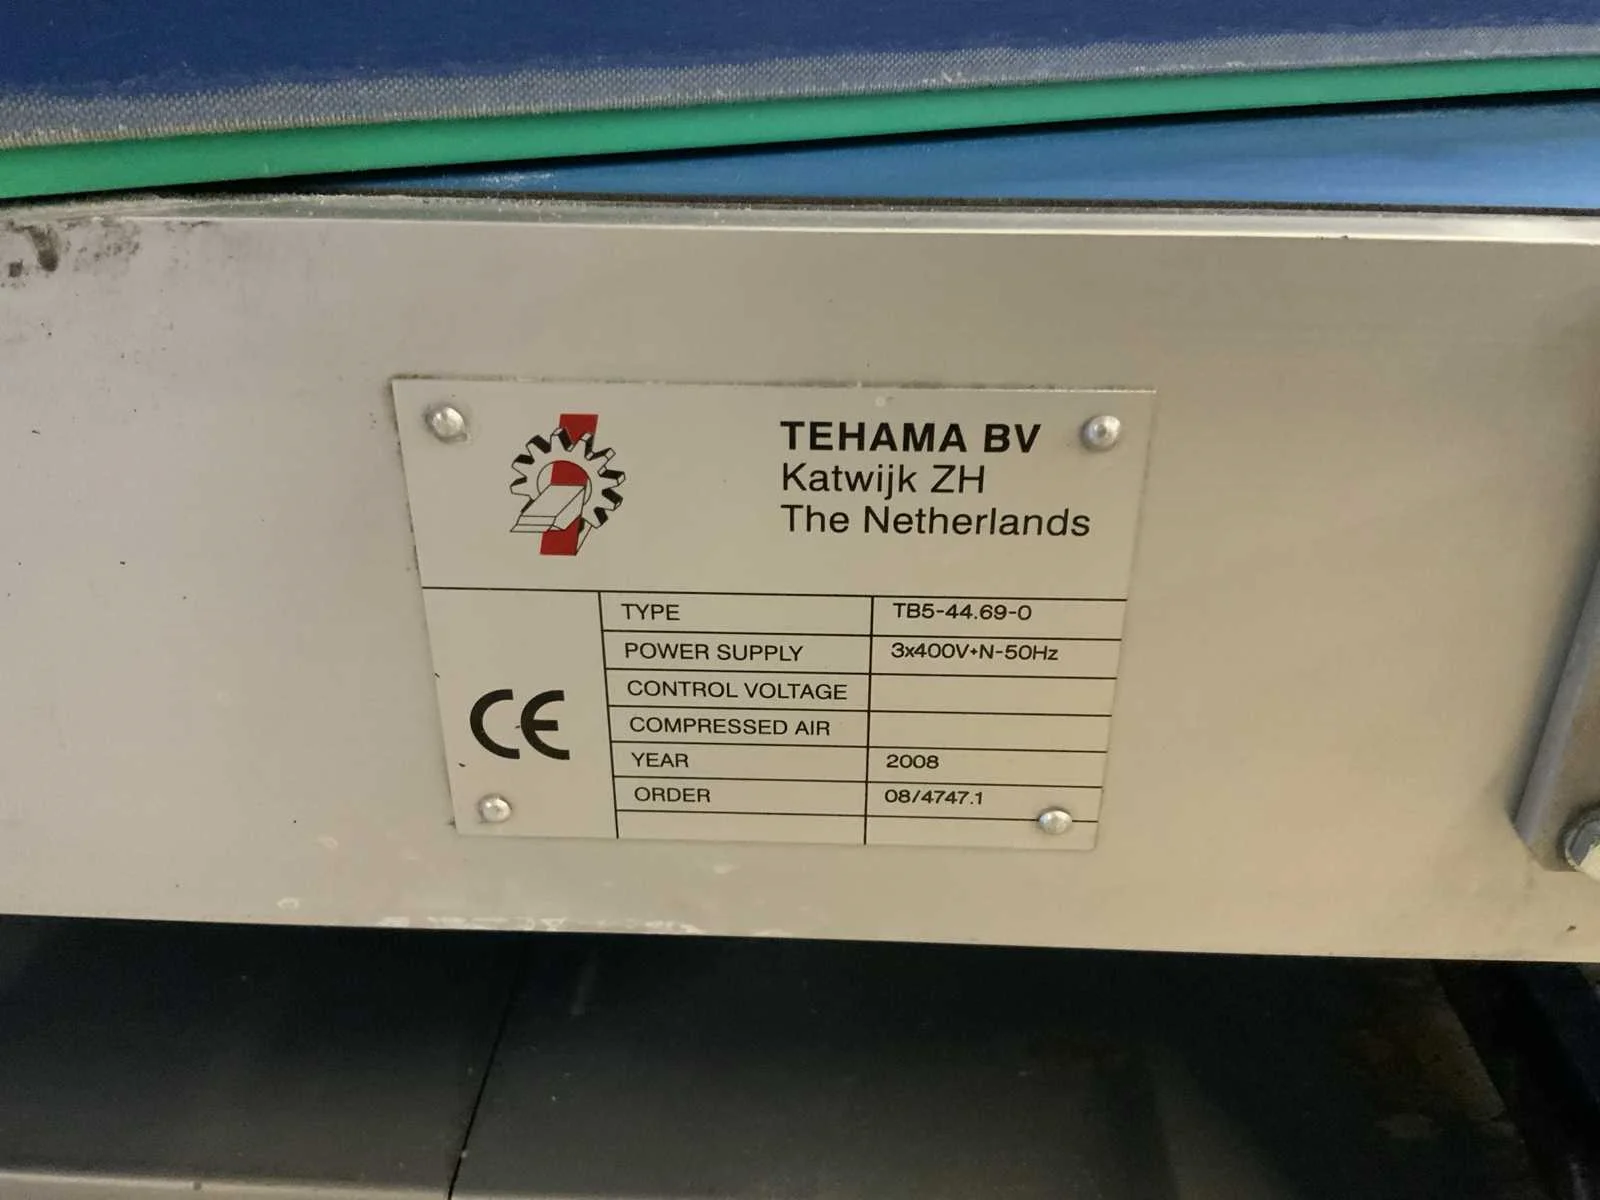 TEHAMA BV
Katwijk ZH
The Netherlands
TYPE TB5-44.69-0
POWER SUPPLY 3x400V+N-50Hz
CONTROL VOLTAGE
COMPRESSED AIR
YEAR 2008
ORDER 08/4747.1
CE